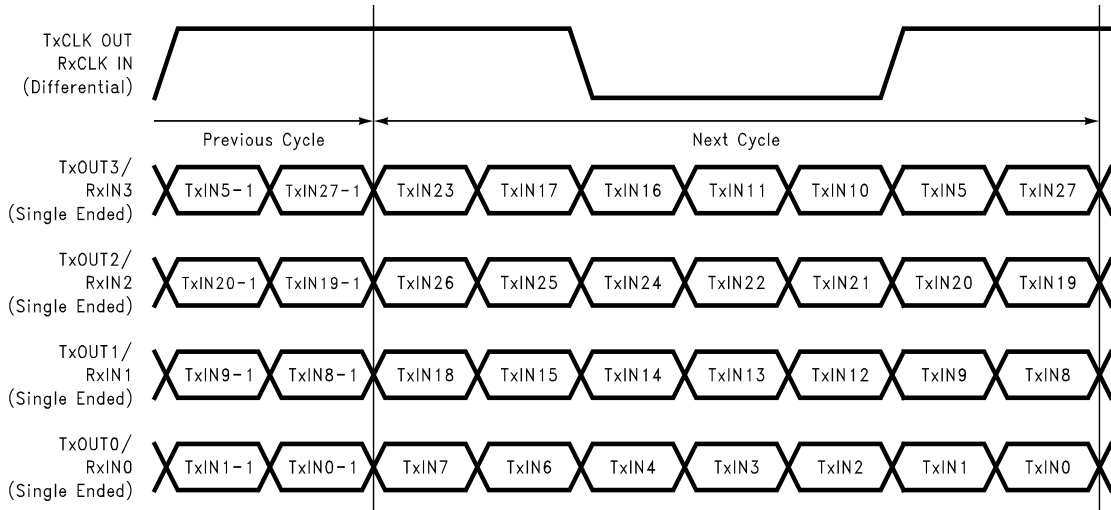 TxCLK OUT
RxCLK IN
(Differential)
Previous Cycle
Next Cycle
TxOUT3/
RxIN3
(Single Ended)
TxIN5-1 TxIN27-1 TxIN23 TxIN17 TxIN16 TxIN11 TxIN10 TxIN5 TxIN27
TxOUT2/
RxIN2
(Single Ended)
TxIN20-1 TxIN19-1 TxIN26 TxIN25 TxIN24 TxIN22 TxIN21 TxIN20 TxIN19
TxOUT1/
RxIN1
(Single Ended)
TxIN9-1 TxIN8-1 TxIN18 TxIN15 TxIN14 TxIN13 TxIN12 TxIN9 TxIN8
TxOUT0/
RxIN0
(Single Ended)
TxIN1-1 TxIN0-1 TxIN7 TxIN6 TxIN4 TxIN3 TxIN2 TxIN1 TxIN0